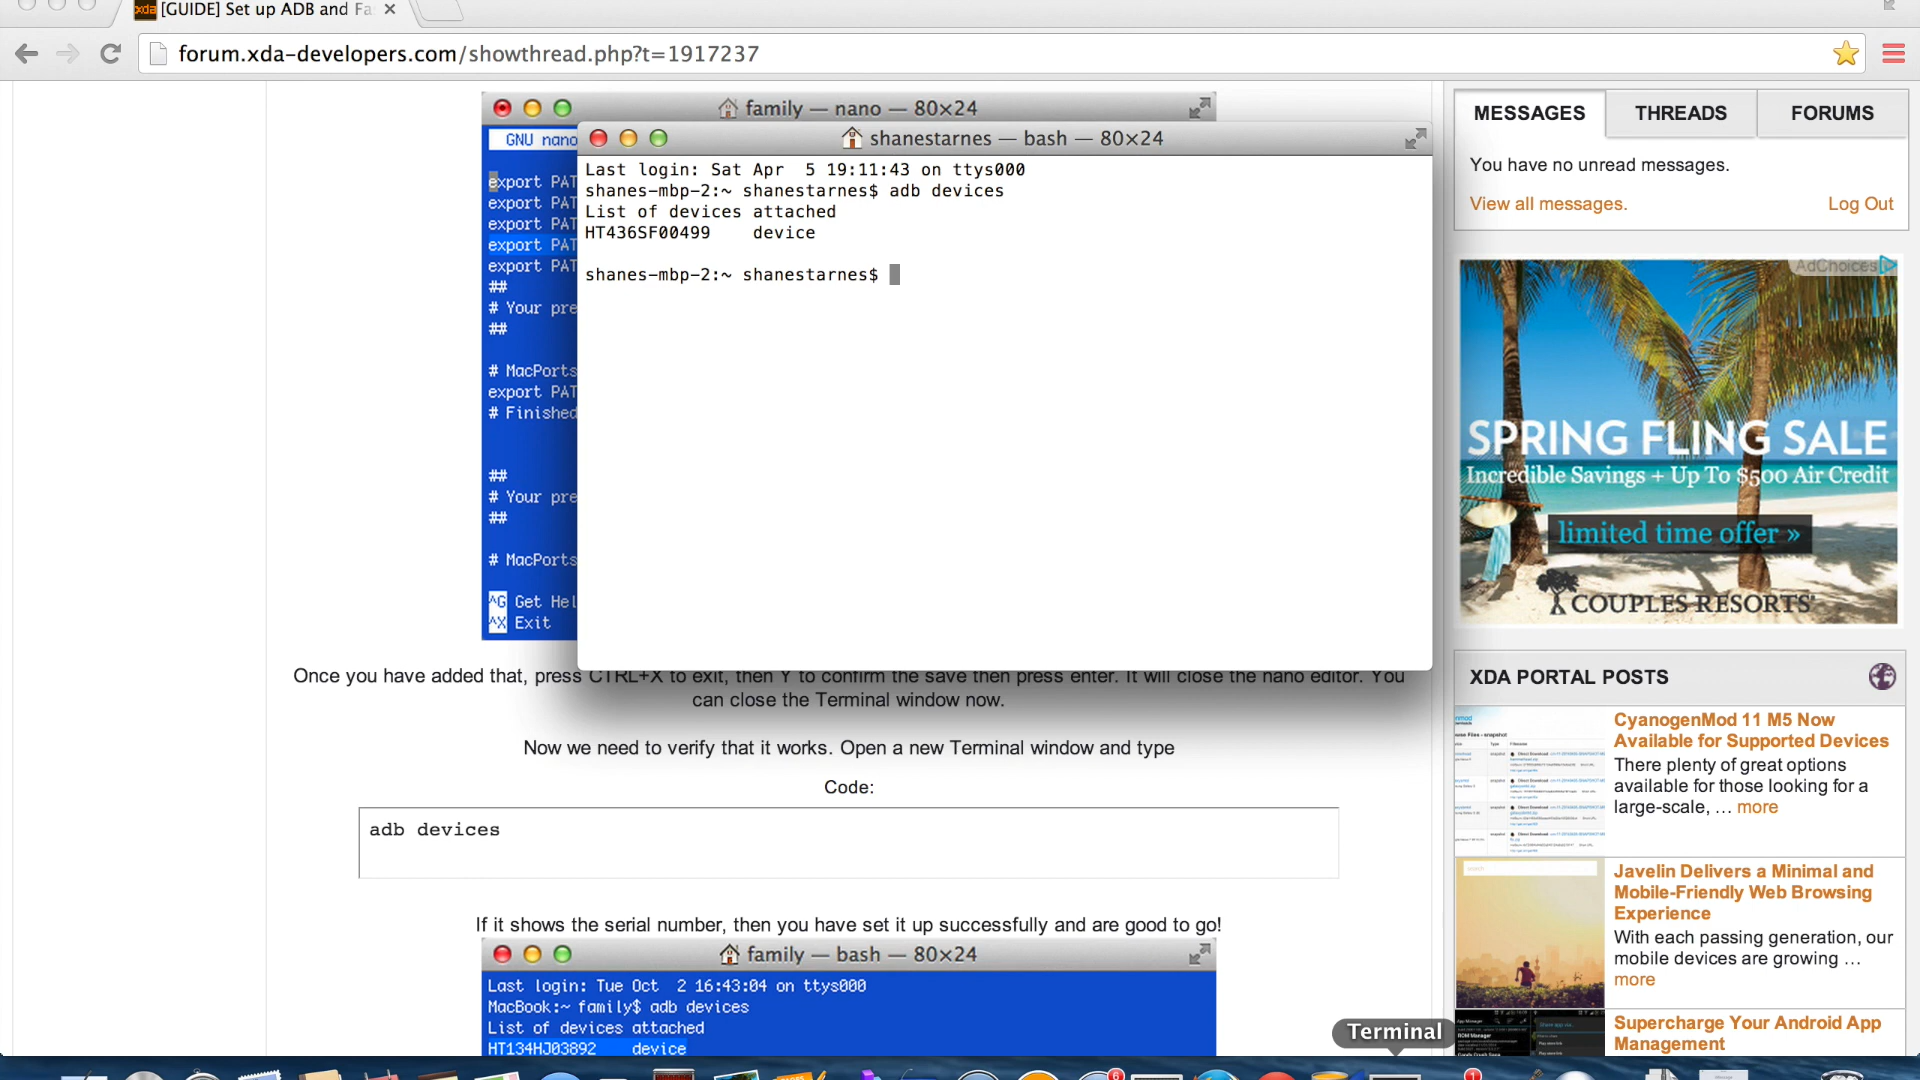 [GUIDE] Set up ADB and Fa
forum.xda-developers.com/showthread.php?t=1917237
family — nano — 80×24
GNU nano
export PAT
export PAT
export PAT
export PAT
export PAT
##
# Your pre
##
# MacPorts
export PAT
# Finished
##
# Your pre
##
# MacPorts
^G Get Hel
^X Exit
shanestarnes — bash — 80×24
Last login: Sat Apr  5 19:11:43 on ttys000
shanes-mbp-2:~ shanestarnes$ adb devices
List of devices attached
HT436SF00499    device
shanes-mbp-2:~ shanestarnes$
Once you have added that, press CTRL+X to exit, then Y to confirm the save then press enter. It will close the nano editor. You
can close the Terminal window now.
Now we need to verify that it works. Open a new Terminal window and type
Code:
adb devices
If it shows the serial number, then you have set it up successfully and are good to go!
family — bash — 80×24
Last login: Tue Oct  2 16:43:04 on ttys000
MacBook:~ family$ adb devices
List of devices attached
HT134HJ03892    device
MESSAGES THREADS FORUMS
You have no unread messages.
View all messages. Log Out
AdChoices
SPRING FLING SALE
Incredible Savings + Up To $500 Air Credit
limited time offer »
COUPLES RESORTS
XDA PORTAL POSTS
CyanogenMod 11 M5 Now
Available for Supported Devices
There plenty of great options
available for those looking for a
large-scale, … more
Javelin Delivers a Minimal and
Mobile-Friendly Web Browsing
Experience
With each passing generation, our
mobile devices are growing …
more
Supercharge Your Android App
Management
Terminal